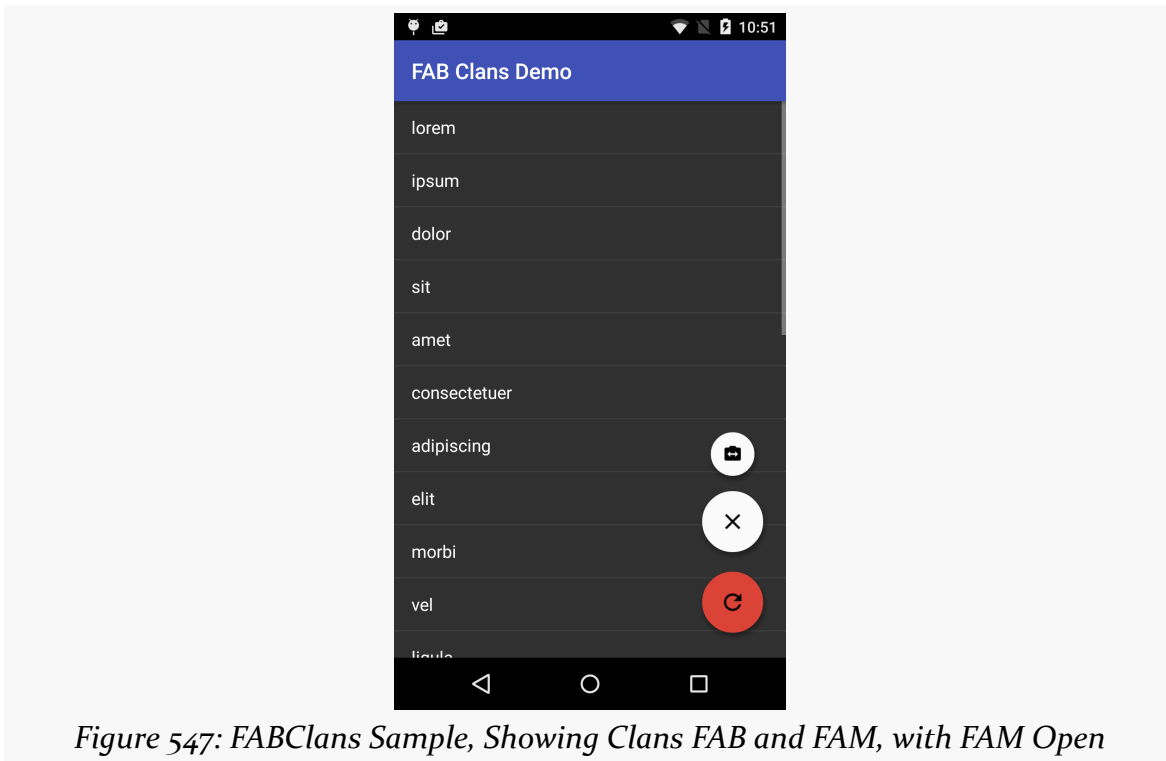 10:51
FAB Clans Demo
lorem
ipsum
dolor
sit
amet
consectetuer
adipiscing
elit
morbi
vel
ligula
Figure 547: FABClans Sample, Showing Clans FAB and FAM, with FAM Open